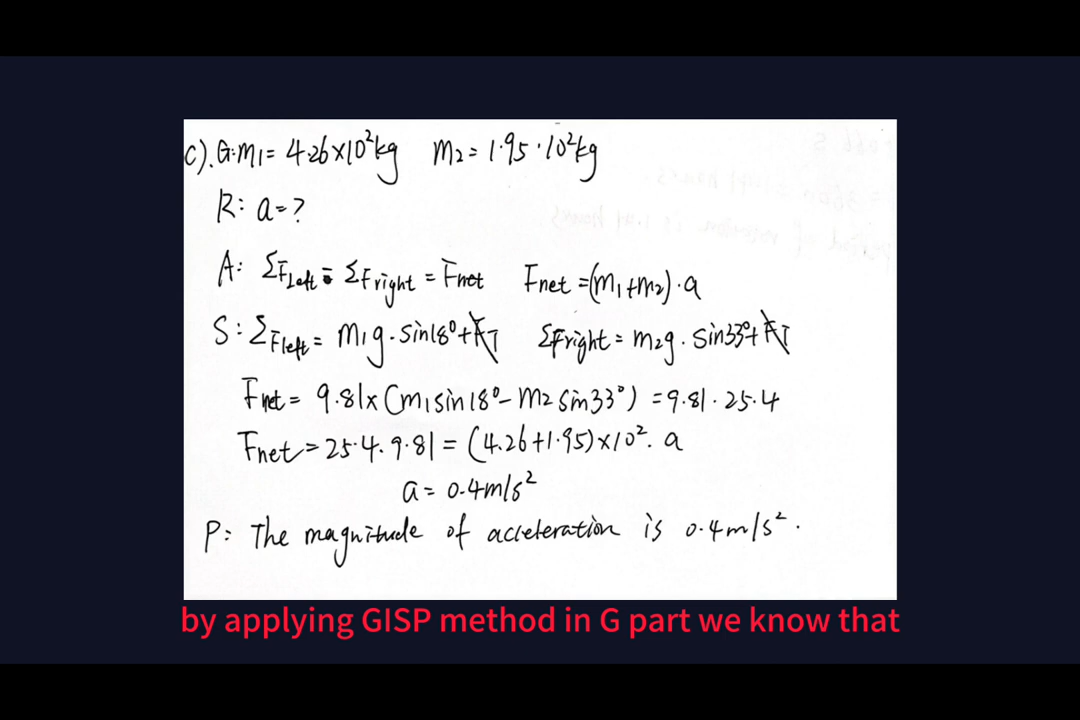 c). G: m₁ = 4.26×10²kg m₂ = 1.95·10²kg
R: a=?
A: ΣFleft = ΣFright = Fnet Fnet =(m₁+m₂)·a
S: ΣFleft = m₁g·sin18°+ ΣFright = m₂g·sin33°+
Fnet = 9.81×(m₁sin18°-m₂sin33°) =9.81·25.4
Fnet=25.4·9.81=(4.26+1.95)×10²·a
a= 0.4m/s²
P: The magnitude of acceleration is 0.4m/s².
by applying GISP method in G part we know that